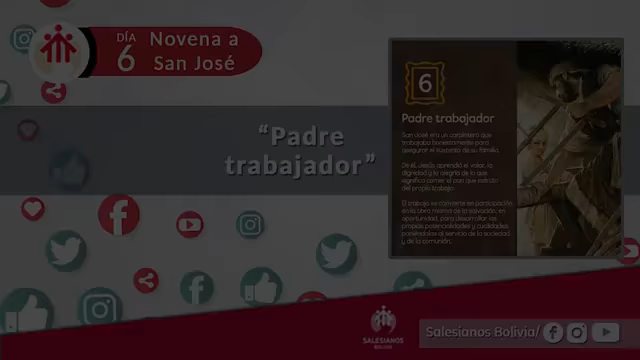 DÍA
6
Novena a
San José
"Padre
trabajador"
6
Padre trabajador
San José era un carpintero que
trabajaba honestamente para
asegurar el sustento de su familia.
De él, Jesús aprendió el valor, la
dignidad y la alegría de lo que
significa comer el pan que es fruto
del propio trabajo.
El trabajo se convierte en participación
en la obra misma de la salvación, en
oportunidad para desarrollar las
propias potencialidades y cualidades
poniéndolas al servicio de la sociedad
y de la comunión.
SALESIANOS
BOLIVIA
Salesianos Bolivia/